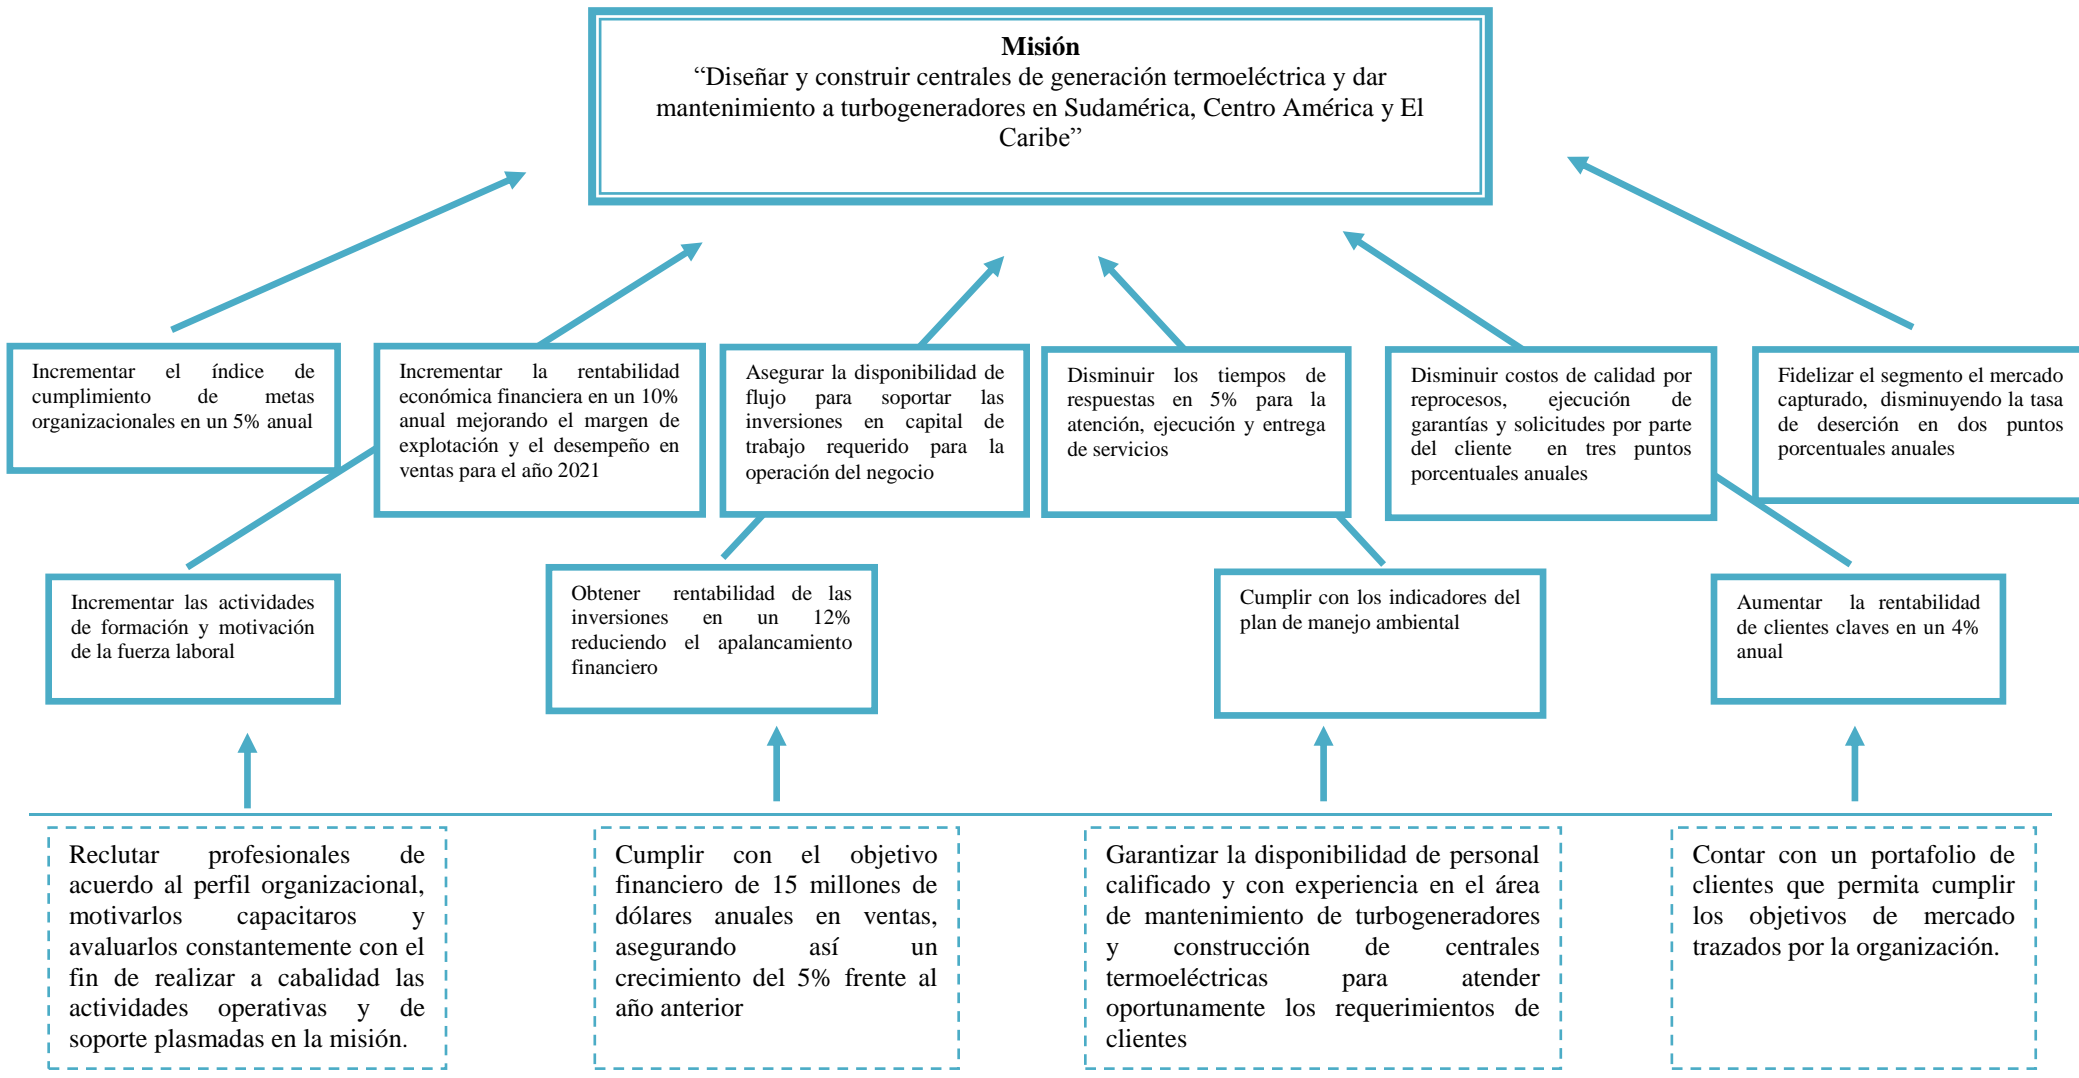 Misión
“Diseñar y construir centrales de generación termoeléctrica y dar
mantenimiento a turbogeneradores en Sudamérica, Centro América y El
Caribe”
Incrementar el índice de
cumplimiento de metas
organizacionales en un 5% anual
Incrementar la rentabilidad
económica financiera en un 10%
anual mejorando el margen de
explotación y el desempeño en
ventas para el año 2021
Asegurar la disponibilidad de
flujo para soportar las
inversiones en capital de
trabajo requerido para la
operación del negocio
Disminuir los tiempos de
respuestas en 5% para la
atención, ejecución y entrega
de servicios
Disminuir costos de calidad por
reprocesos, ejecución de
garantías y solicitudes por parte
del cliente en tres puntos
porcentuales anuales
Fidelizar el segmento el mercado
capturado, disminuyendo la tasa
de deserción en dos puntos
porcentuales anuales
Incrementar las actividades
de formación y motivación
de la fuerza laboral
Obtener rentabilidad de las
inversiones en un 12%
reduciendo el apalancamiento
financiero
Cumplir con los indicadores del
plan de manejo ambiental
Aumentar la rentabilidad
de clientes claves en un 4%
anual
Reclutar profesionales de
acuerdo al perfil organizacional,
motivarlos capacitaros y
avaluarlos constantemente con el
fin de realizar a cabalidad las
actividades operativas y de
soporte plasmadas en la misión.
Cumplir con el objetivo
financiero de 15 millones de
dólares anuales en ventas,
asegurando así un
crecimiento del 5% frente al
año anterior
Garantizar la disponibilidad de personal
calificado y con experiencia en el área
de mantenimiento de turbogeneradores
y construcción de centrales
termoeléctricas para atender
oportunamente los requerimientos de
clientes
Contar con un portafolio de
clientes que permita cumplir
los objetivos de mercado
trazados por la organización.